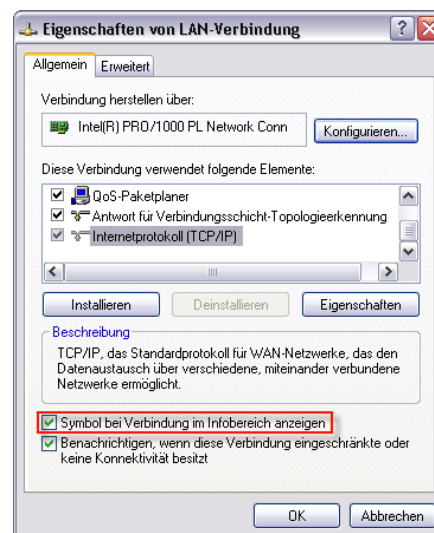 Eigenschaften von LAN-Verbindung
Allgemein
Erweitert
Verbindung herstellen über:
Intel(R) PRO/1000 PL Network Conn
Konfigurieren...
Diese Verbindung verwendet folgende Elemente:
QoS-Paketplaner
Antwort für Verbindungsschicht-Topologieerkennung
Internetprotokoll (TCP/IP)
Installieren
Deinstallieren
Eigenschaften
Beschreibung
TCP/IP, das Standardprotokoll für WAN-Netzwerke, das den
Datenaustausch über verschiedene, miteinander verbundene
Netzwerke ermöglicht.
Symbol bei Verbindung im Infobereich anzeigen
Benachrichtigen, wenn diese Verbindung eingeschränkte oder
keine Konnektivität besitzt
OK
Abbrechen